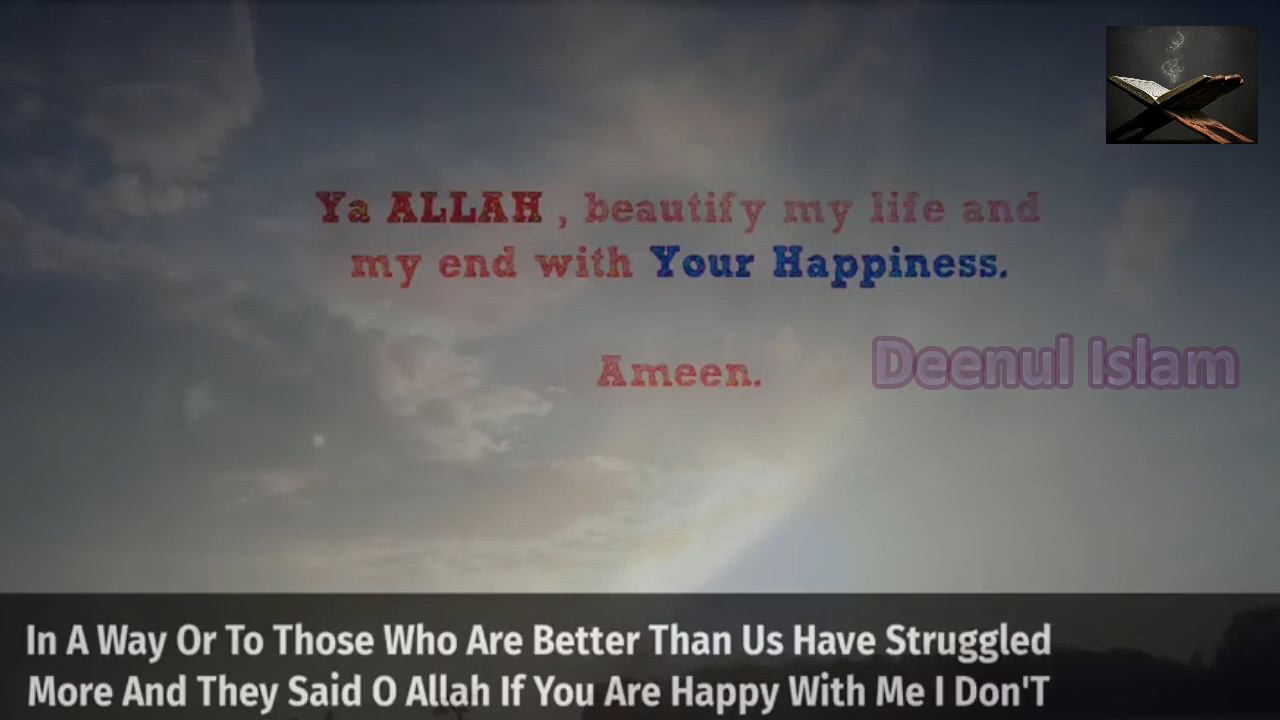 Ya ALLAH , beautify my life and
my end with Your Happiness.
Ameen.
Deenul Islam
In A Way Or To Those Who Are Better Than Us Have Struggled
More And They Said O Allah If You Are Happy With Me I Don'T